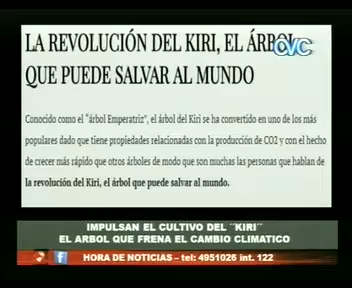 LA REVOLUCIÓN DEL KIRI, EL ÁRBOL
CVC
QUE PUEDE SALVAR AL MUNDO
Conocido como el "árbol Emperatriz", el árbol del Kiri se ha convertido en uno de los más
populares dado que tiene propiedades relacionadas con la producción de CO2 y con el hecho
de crecer más rápido que otros árboles de modo que son muchas las personas que hablan de
la revolución del Kiri, el árbol que puede salvar al mundo.
IMPULSAN EL CULTIVO DEL ¨KIRI¨
EL ARBOL QUE FRENA EL CAMBIO CLIMATICO
f HORA DE NOTICIAS – tel: 4951026 int. 122